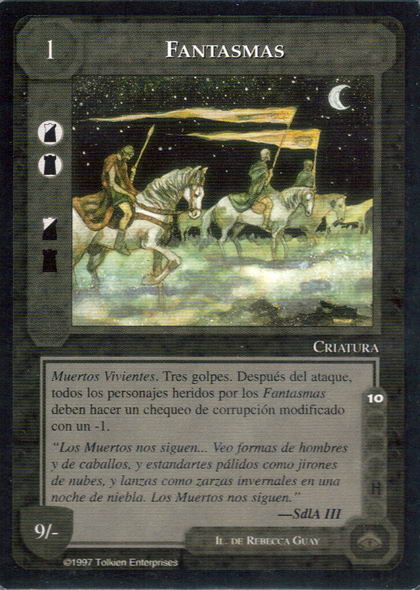 1
FANTASMAS
CRIATURA
Muertos Vivientes. Tres golpes. Después del ataque,
todos los personajes heridos por los Fantasmas
deben hacer un chequeo de corrupción modificado
con un -1.
10
"Los Muertos nos siguen... Veo formas de hombres
y de caballos, y estandartes pálidos como jirones
de nubes, y lanzas como zarzas invernales en una
noche de niebla. Los Muertos nos siguen."
—SdlA III
H
9/-
IL. DE REBECCA GUAY
©1997 Tolkien Enterprises